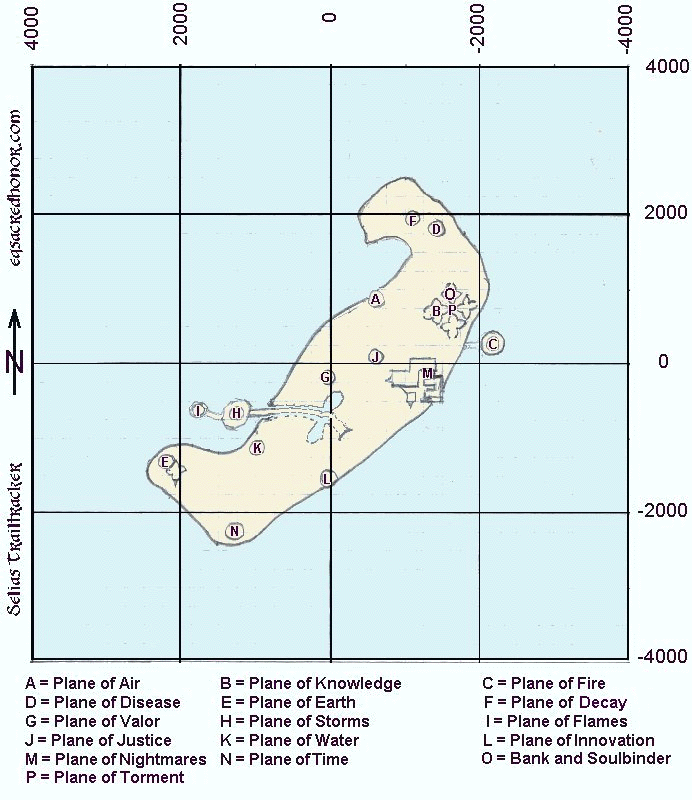 4000 2000 0 -2000 -4000
4000
2000
0
-2000
-4000
eqsacredhonor.com
N
Selias Trailtracker
F
D
A
O
B P
C
J
M
G
I H
K
E
L
N
A = Plane of Air B = Plane of Knowledge C = Plane of Fire
D = Plane of Disease E = Plane of Earth F = Plane of Decay
G = Plane of Valor H = Plane of Storms I = Plane of Flames
J = Plane of Justice K = Plane of Water L = Plane of Innovation
M = Plane of Nightmares N = Plane of Time O = Bank and Soulbinder
P = Plane of Torment